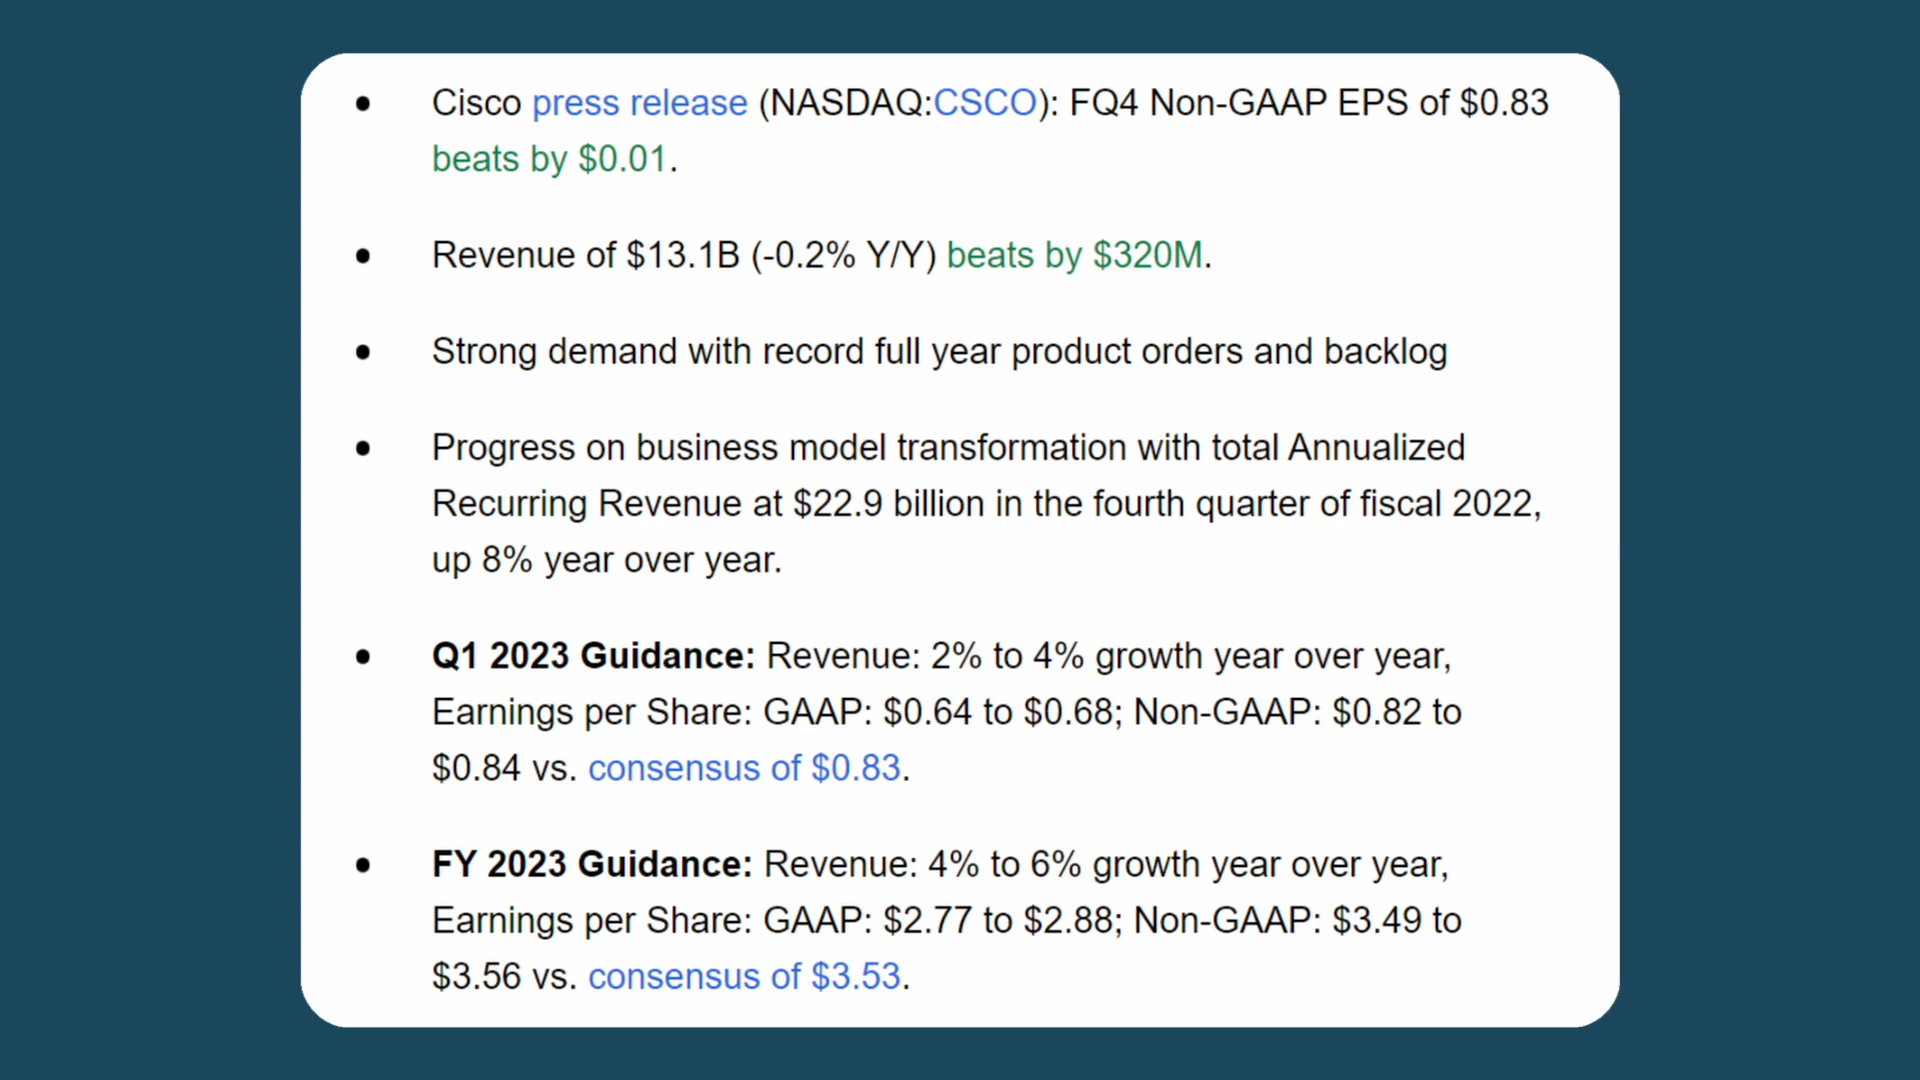 • Cisco press release (NASDAQ:CSCO): FQ4 Non-GAAP EPS of $0.83
beats by $0.01.
• Revenue of $13.1B (-0.2% Y/Y) beats by $320M.
• Strong demand with record full year product orders and backlog
• Progress on business model transformation with total Annualized
Recurring Revenue at $22.9 billion in the fourth quarter of fiscal 2022,
up 8% year over year.
• Q1 2023 Guidance: Revenue: 2% to 4% growth year over year,
Earnings per Share: GAAP: $0.64 to $0.68; Non-GAAP: $0.82 to
$0.84 vs. consensus of $0.83.
• FY 2023 Guidance: Revenue: 4% to 6% growth year over year,
Earnings per Share: GAAP: $2.77 to $2.88; Non-GAAP: $3.49 to
$3.56 vs. consensus of $3.53.